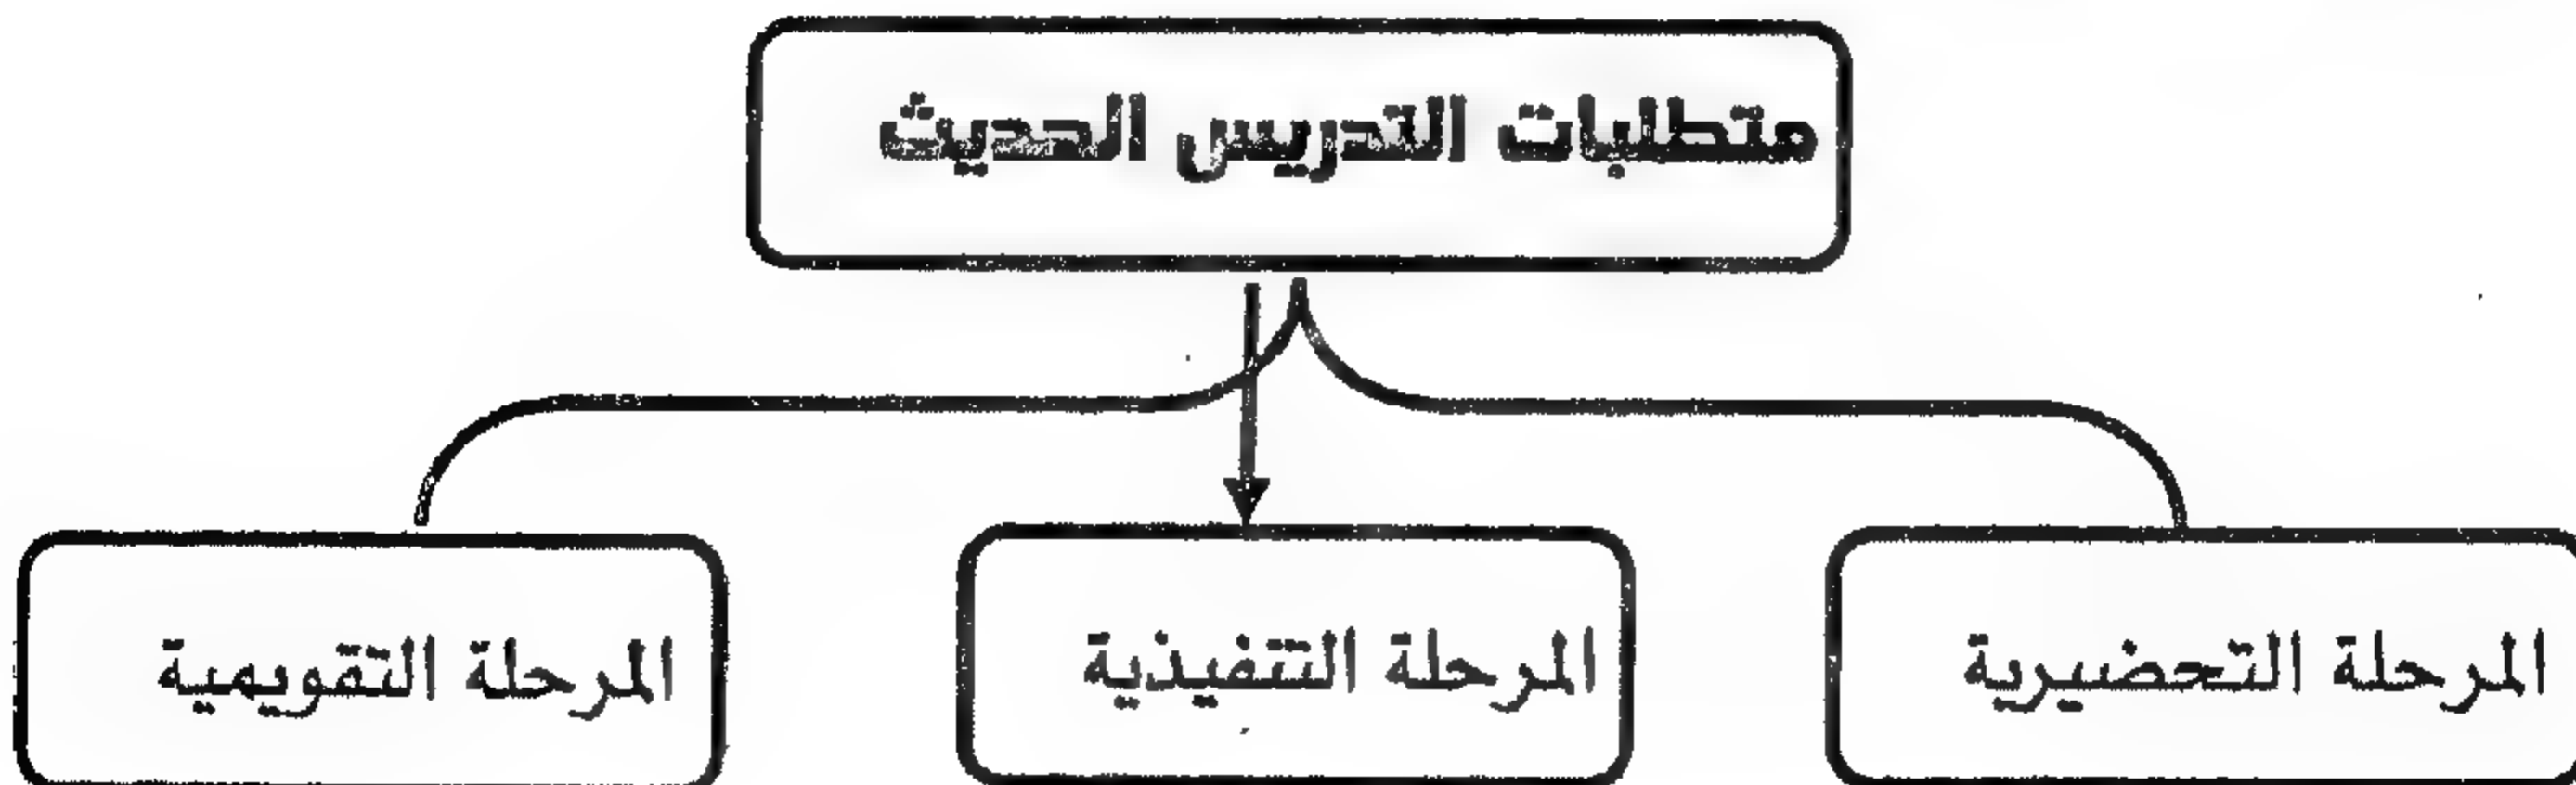 متطلبات التدريس الحديث
المرحلة التحضيرية
المرحلة التنفيذية
المرحلة التقويمية